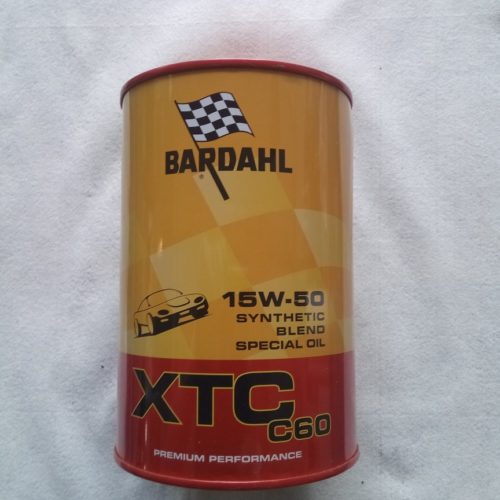 BARDAHL
®
15W-50
SYNTHETIC
BLEND
SPECIAL OIL
XTC
C60
PREMIUM PERFORMANCE